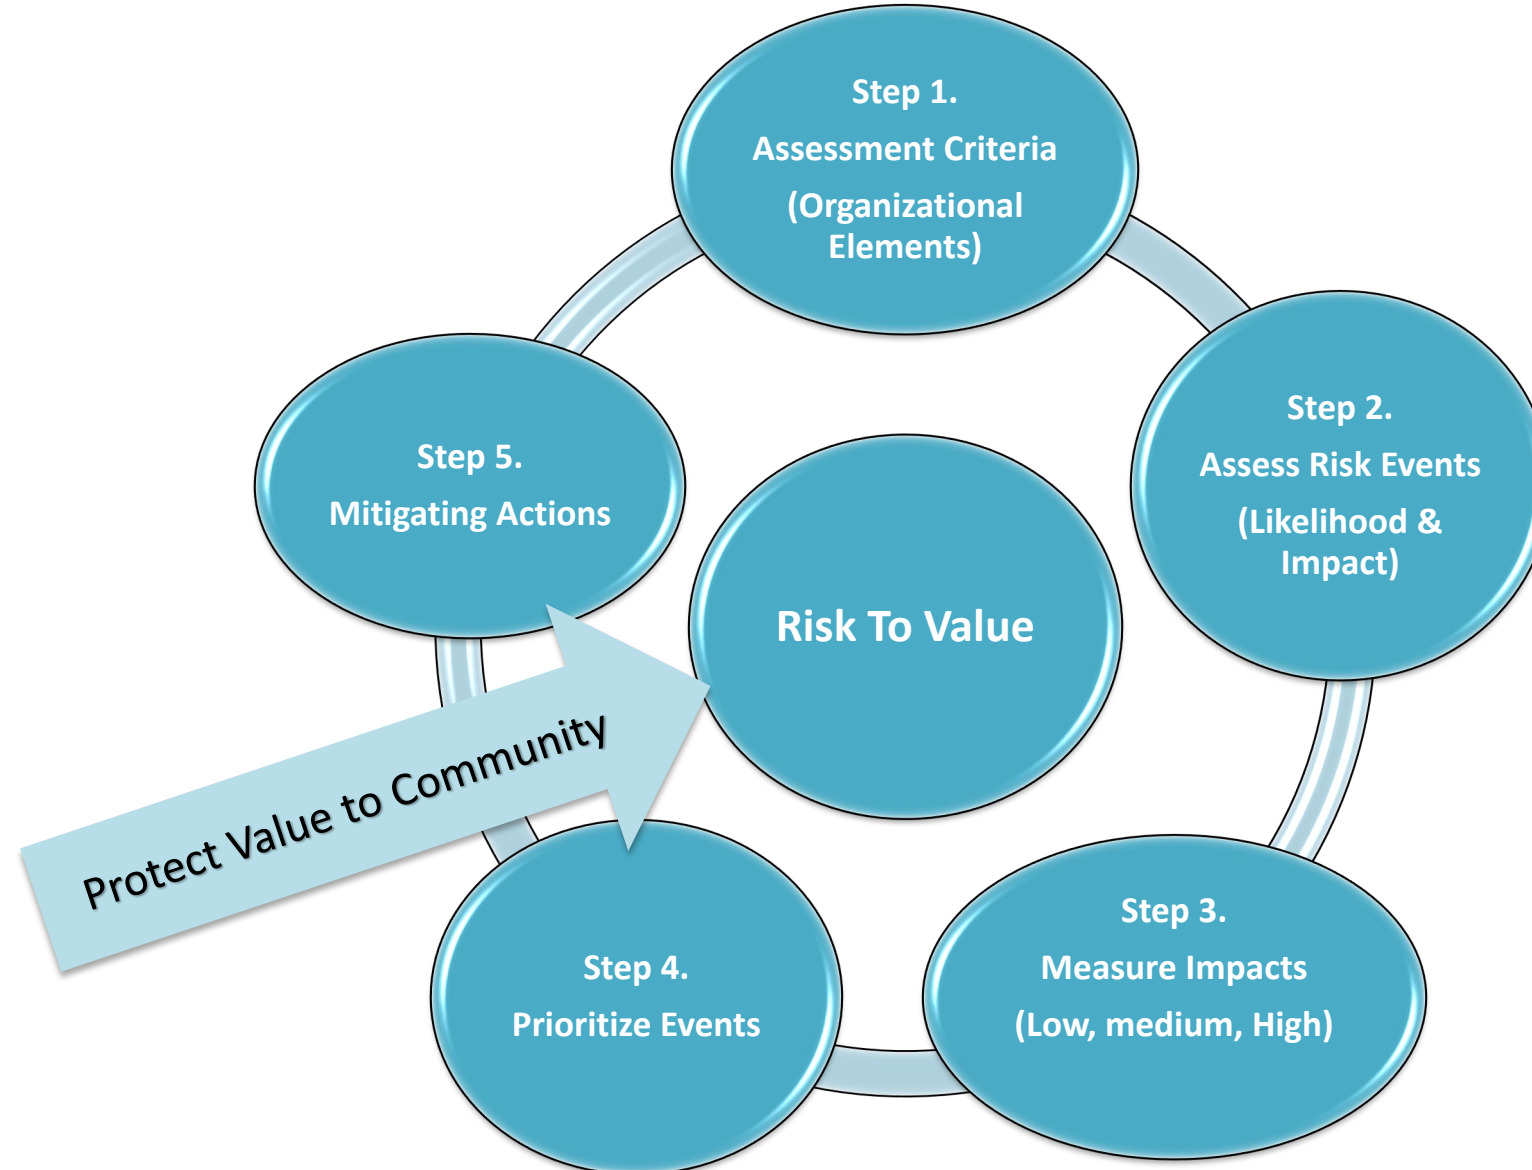 Step 1.
Assessment Criteria
(Organizational
Elements)
Step 2.
Assess Risk Events
(Likelihood &
Impact)
Step 3.
Measure Impacts
(Low, medium, High)
Step 4.
Prioritize Events
Step 5.
Mitigating Actions
Risk To Value
Protect Value to Community